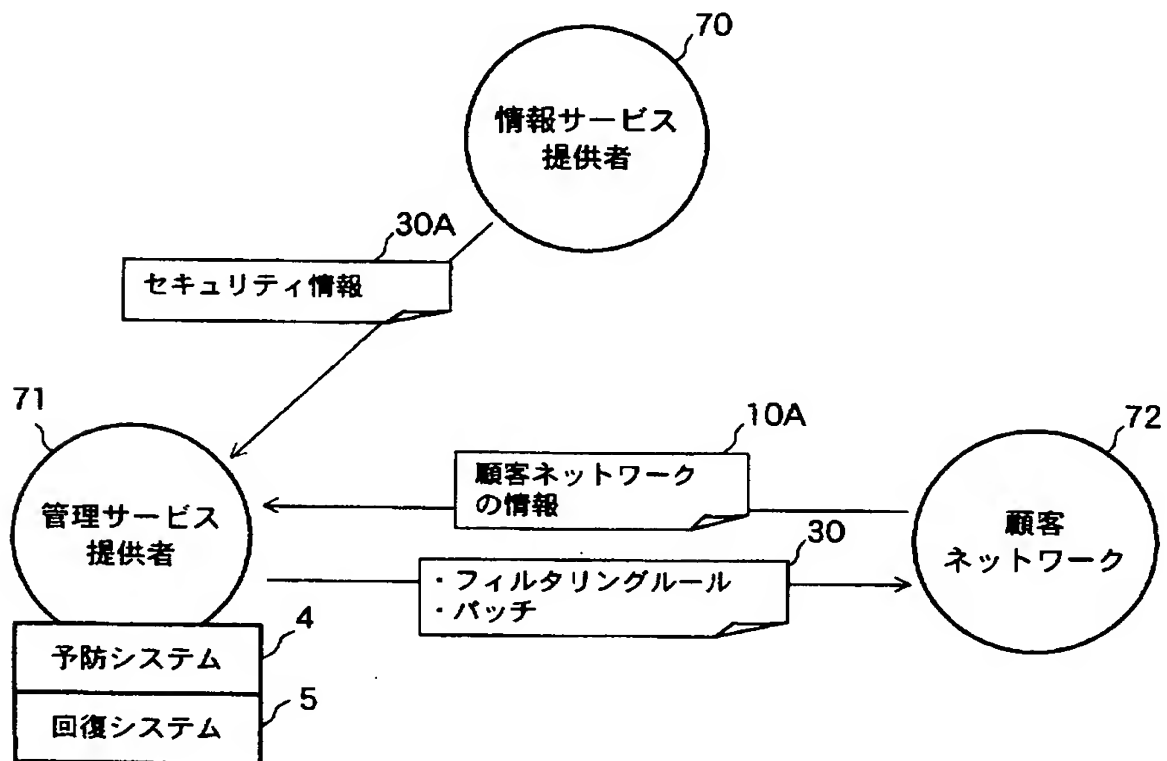 70
情報サービス
提供者
30A
セキュリティ情報
71
10A
72
顧客ネットワーク
の情報
管理サービス
提供者
顧客
ネットワーク
30
・フィルタリングルール
・パッチ
4
予防システム
5
回復システム